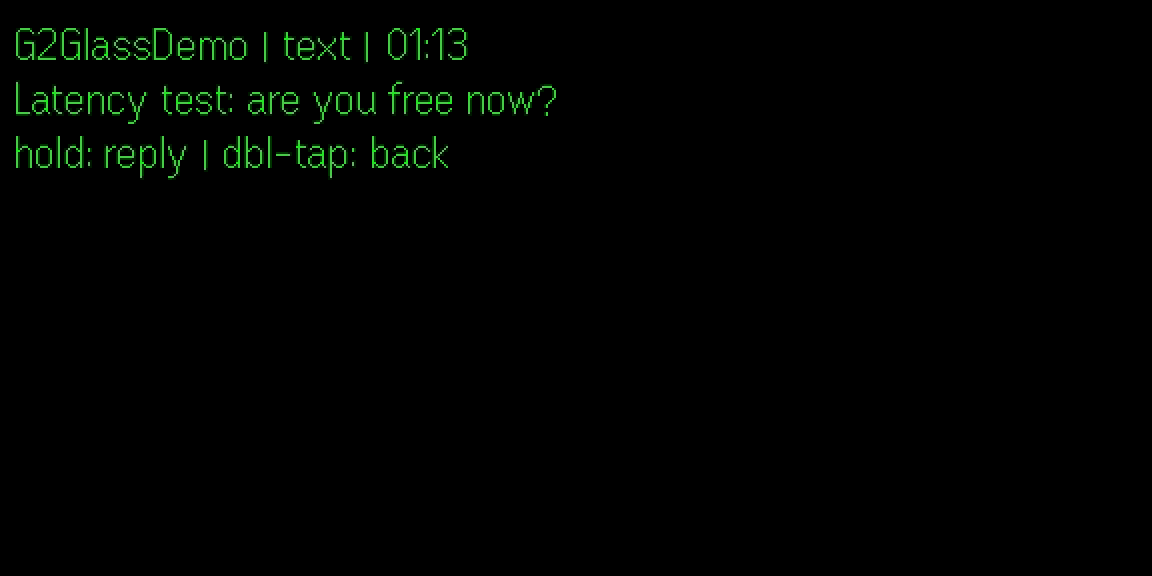 G2GlassDemo | text | 01:13
Latency test: are you free now?
hold: reply | dbl-tap: back